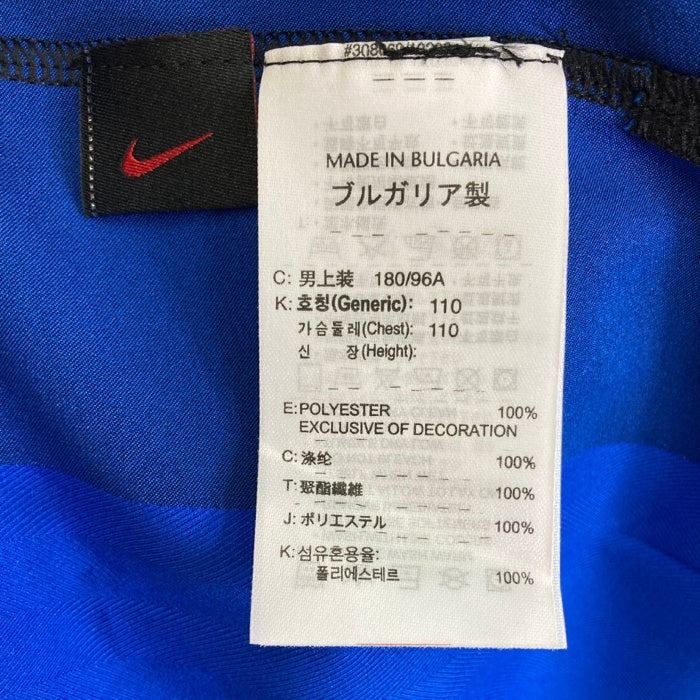 MADE IN BULGARIA
ブルガリア製
C: 男上装 180/96A
K: 호칭(Generic): 110
가슴둘레(Chest): 110
신 장(Height):
E: POLYESTER 100%
EXCLUSIVE OF DECORATION
C: 涤纶 100%
T: 聚酯纖維 100%
J: ポリエステル 100%
K: 섬유혼용율:
폴리에스테르 100%